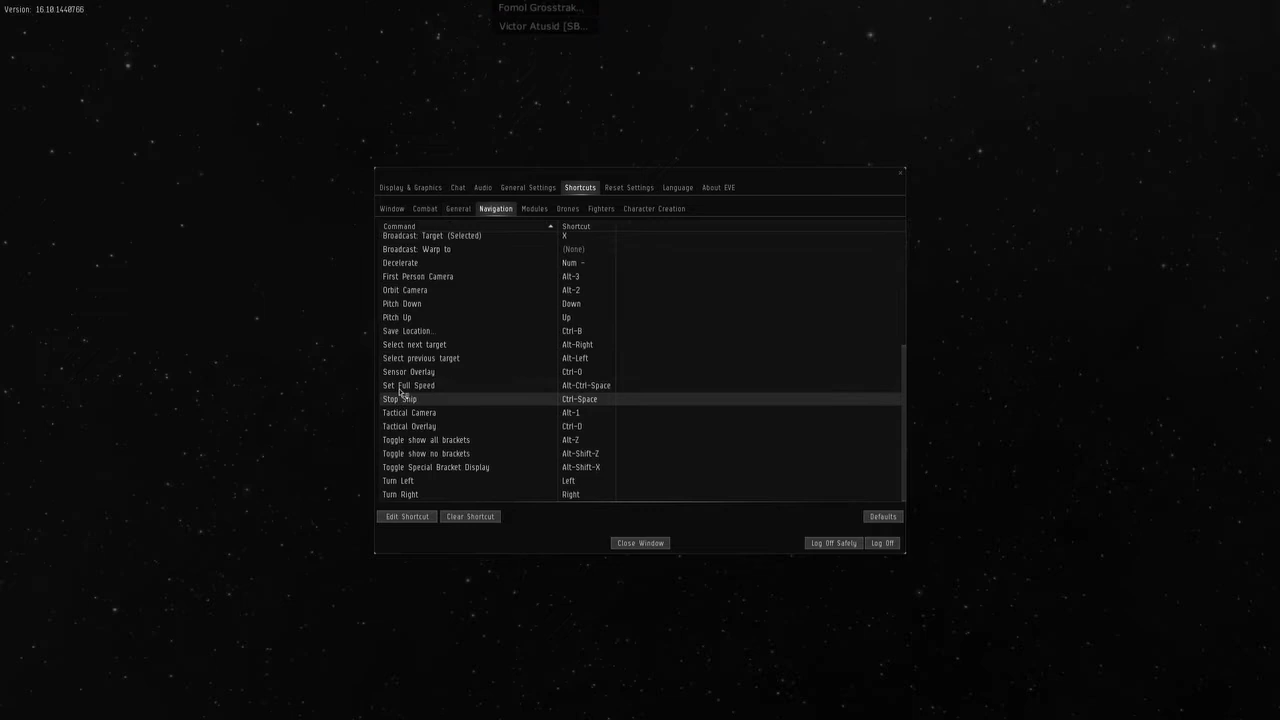 Version: 16.10.1440766
Fomol Grosstrak...
Victor Atusid [SB...
Display & Graphics Chat Audio General Settings Shortcuts Reset Settings Language About EVE
Window Combat General Navigation Modules Drones Fighters Character Creation
Command Shortcut
Broadcast: Target (Selected) X
Broadcast: Warp to (None)
Decelerate Num -
First Person Camera Alt-3
Orbit Camera Alt-2
Pitch Down Down
Pitch Up Up
Save Location... Ctrl-B
Select next target Alt-Right
Select previous target Alt-Left
Sensor Overlay Ctrl-O
Set Full Speed Alt-Ctrl-Space
Stop Ship Ctrl-Space
Tactical Camera Alt-1
Tactical Overlay Ctrl-D
Toggle show all brackets Alt-Z
Toggle show no brackets Alt-Shift-Z
Toggle Special Bracket Display Alt-Shift-X
Turn Left Left
Turn Right Right
Edit Shortcut Clear Shortcut Defaults
Close Window Log Off Safely Log Off